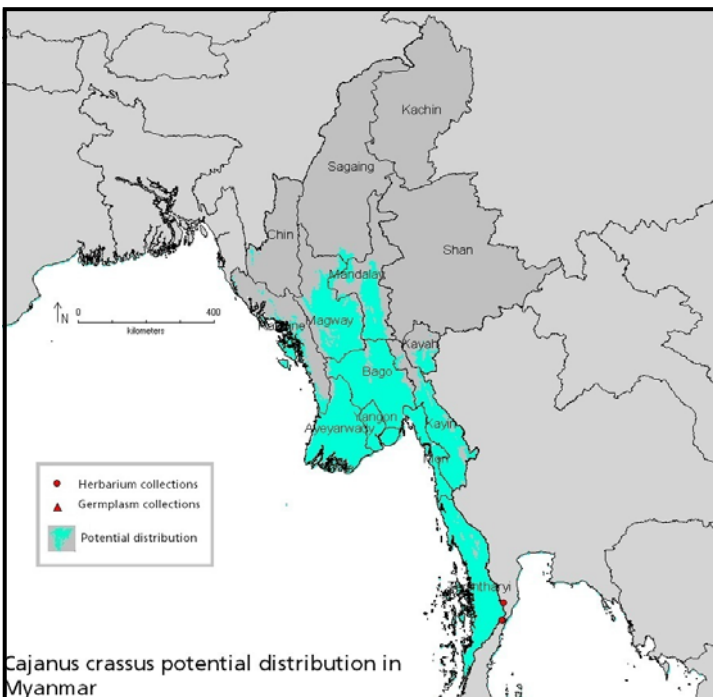 Kachin
Sagaing
Chin
Shan
Mandalay
N
0 400
kilometers
Magway
Kayah
Bago
Yangon
Ayeyarwady
Kayin
Mon
Herbarium collections
Germplasm collections
Potential distribution
Cajanus crassus potential distribution in
Myanmar